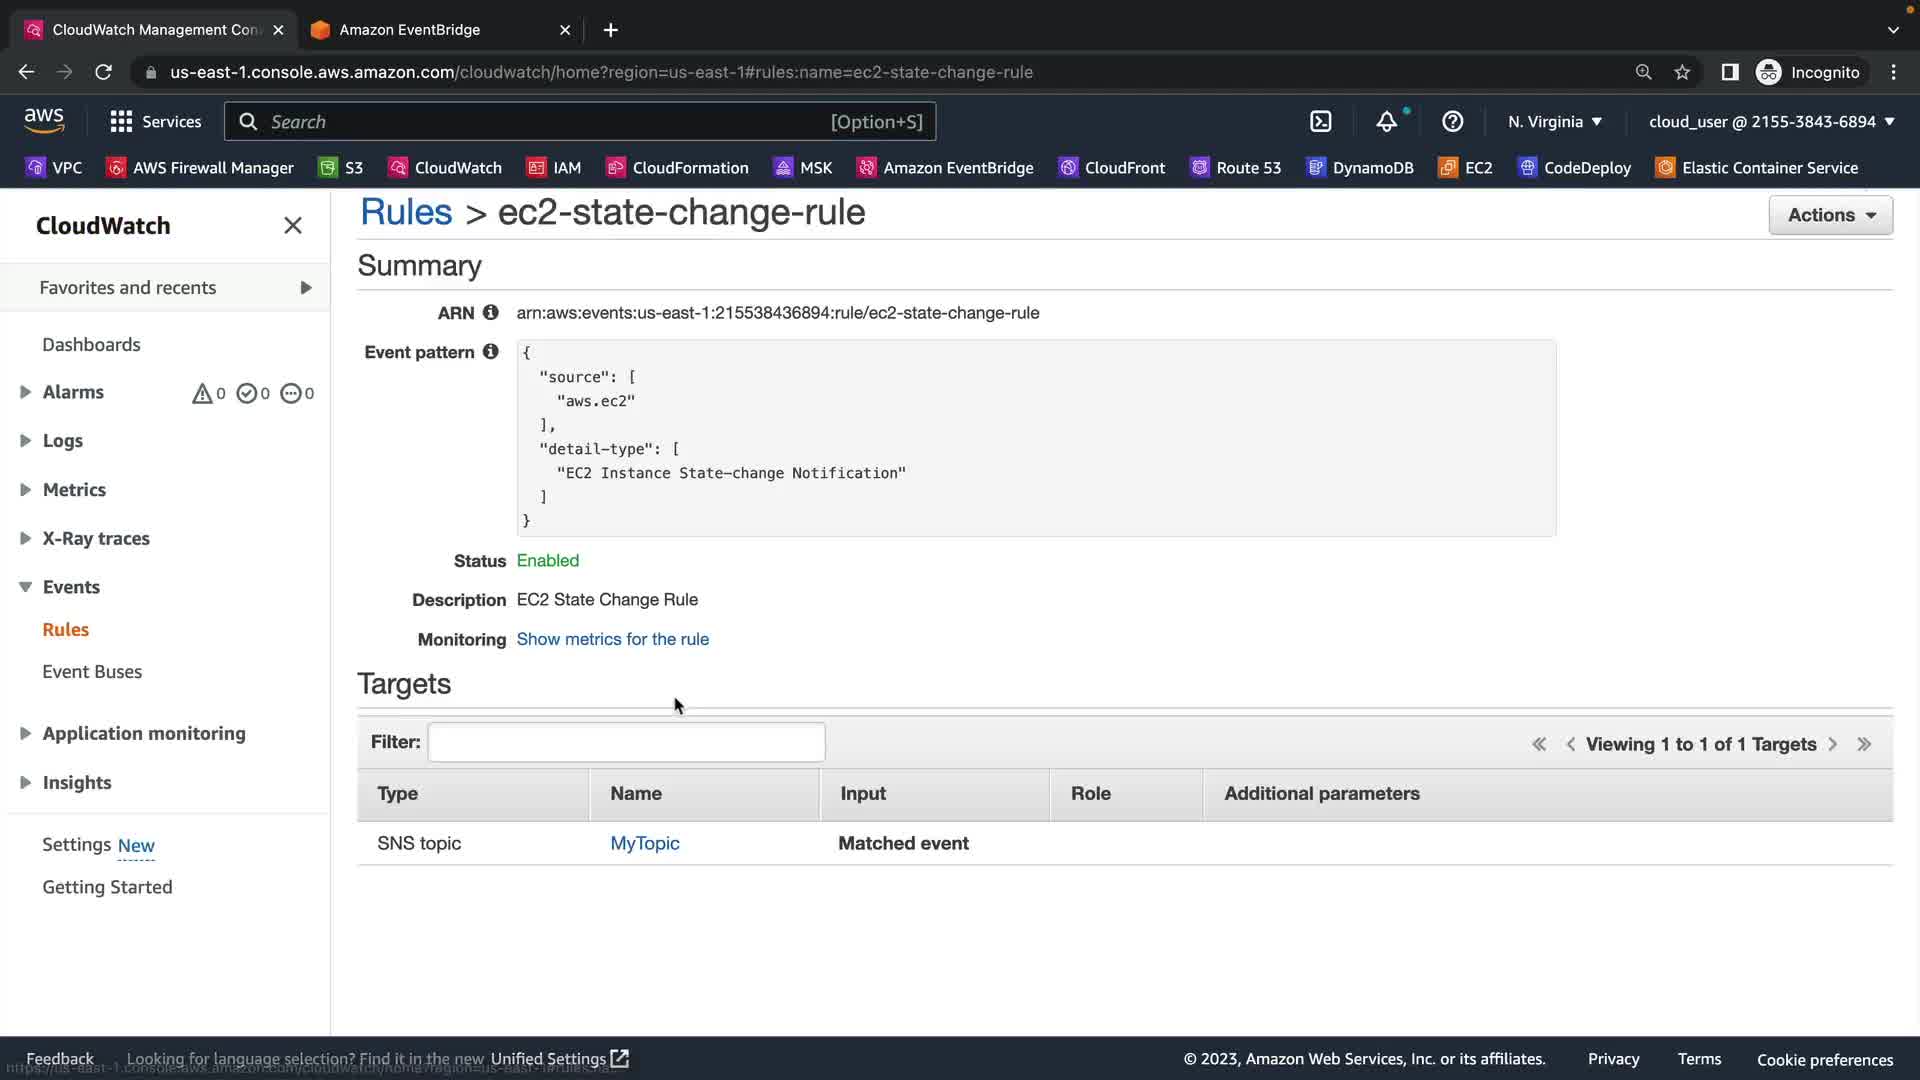 CloudWatch Management Con
Amazon EventBridge
us-east-1.console.aws.amazon.com/cloudwatch/home?region=us-east-1#rules:name=ec2-state-change-rule
Incognito
aws
Services
Search
[Option+S]
N. Virginia
cloud_user @ 2155-3843-6894
VPC
AWS Firewall Manager
S3
CloudWatch
IAM
CloudFormation
MSK
Amazon EventBridge
CloudFront
Route 53
DynamoDB
EC2
CodeDeploy
Elastic Container Service
CloudWatch
Favorites and recents
Dashboards
Alarms 0 0 0
Logs
Metrics
X-Ray traces
Events
Rules
Event Buses
Application monitoring
Insights
Settings New
Getting Started
Rules > ec2-state-change-rule
Actions
Summary
ARN arn:aws:events:us-east-1:215538436894:rule/ec2-state-change-rule
Event pattern {
"source": [
"aws.ec2"
],
"detail-type": [
"EC2 Instance State-change Notification"
]
}
Status Enabled
Description EC2 State Change Rule
Monitoring Show metrics for the rule
Targets
Filter:
« < Viewing 1 to 1 of 1 Targets > »
Type Name Input Role Additional parameters
SNS topic MyTopic Matched event
Feedback
Looking for language selection? Find it in the new Unified Settings
© 2023, Amazon Web Services, Inc. or its affiliates.
Privacy
Terms
Cookie preferences